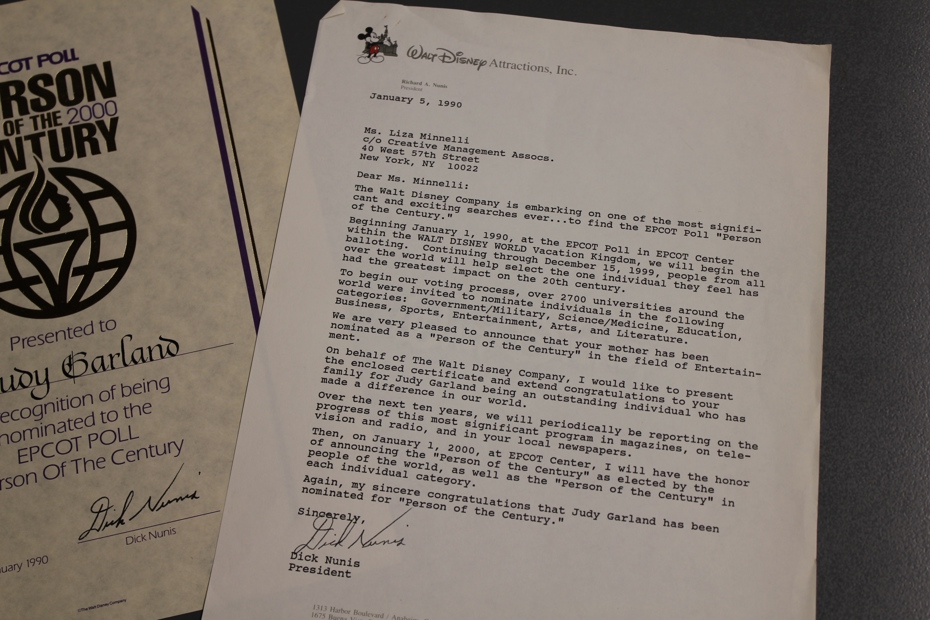 COT POLL
RSON
OF THE 2000
NTURY
Presented to
udy Garland
ecognition of being
nominated to the
EPCOT POLL
rson Of The Century
Dick Nunis
Dick Nunis
uary 1990
©The Walt Disney Company
Walt Disney Attractions, Inc.
Richard A. Nunis
President
January 5, 1990
Ms. Liza Minnelli
c/o Creative Management Assocs.
40 West 57th Street
New York, NY 10022
Dear Ms. Minnelli:
The Walt Disney Company is embarking on one of the most signifi-
cant and exciting searches ever...to find the EPCOT Poll "Person
of the Century."
Beginning January 1, 1990, at the EPCOT Poll in EPCOT Center
within the WALT DISNEY WORLD Vacation Kingdom, we will begin the
balloting. Continuing through December 15, 1999, people from all
over the world will help select the one individual they feel has
had the greatest impact on the 20th century.
To begin our voting process, over 2700 universities around the
world were invited to nominate individuals in the following
categories: Government/Military, Science/Medicine, Education,
Business, Sports, Entertainment, Arts, and Literature.
We are very pleased to announce that your mother has been
nominated as a "Person of the Century" in the field of Entertain-
ment.
On behalf of The Walt Disney Company, I would like to present
the enclosed certificate and extend congratulations to your
family for Judy Garland being an outstanding individual who has
made a difference in our world.
Over the next ten years, we will periodically be reporting on the
progress of this most significant program in magazines, on tele-
vision and radio, and in your local newspapers.
Then, on January 1, 2000, at EPCOT Center, I will have the honor
of announcing the "Person of the Century" as elected by the
people of the world, as well as the "Person of the Century" in
each individual category.
Again, my sincere congratulations that Judy Garland has been
nominated for "Person of the Century."
Sincerely,
Dick Nunis
Dick Nunis
President
1313 Harbor Boulevard /
1675 Buena